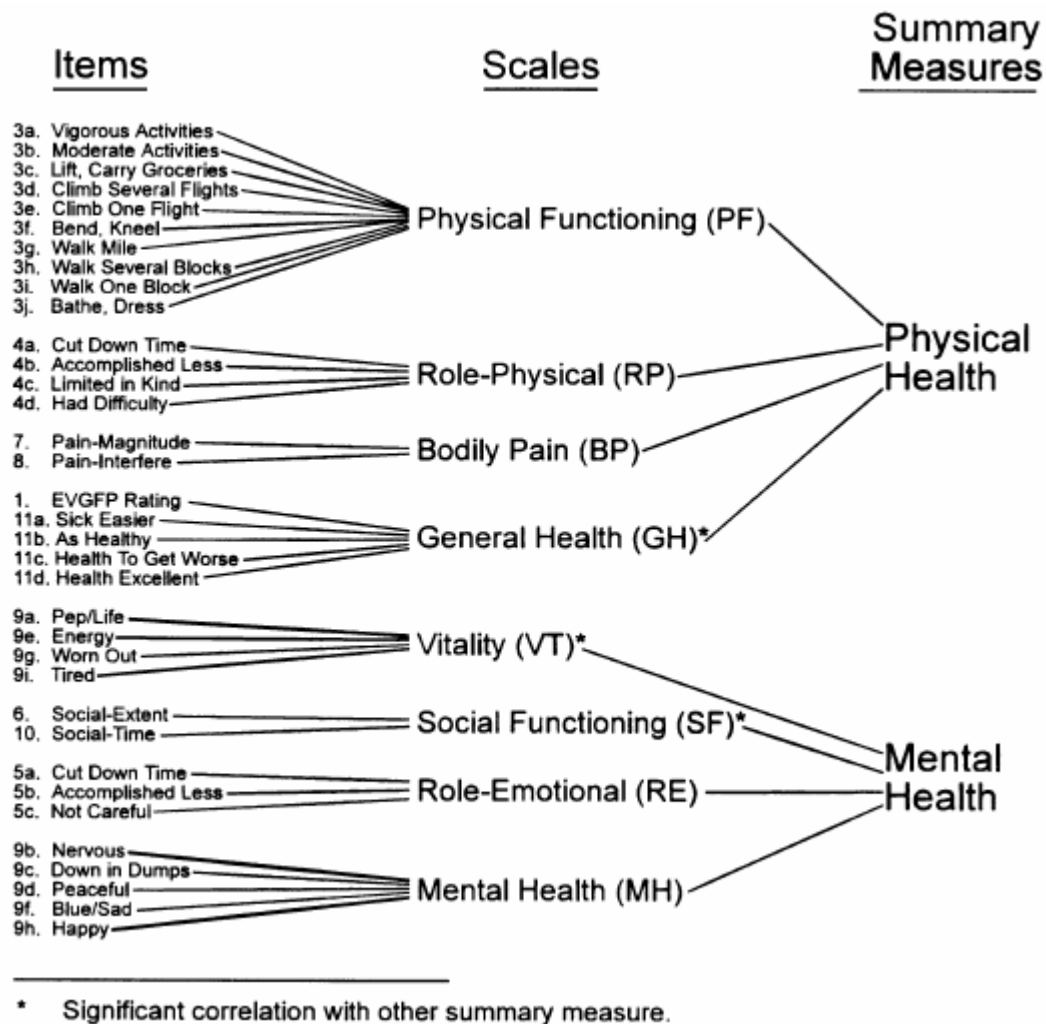 Items
Scales
Summary
Measures
3a. Vigorous Activities
3b. Moderate Activities
3c. Lift, Carry Groceries
3d. Climb Several Flights
3e. Climb One Flight
3f. Bend, Kneel
3g. Walk Mile
3h. Walk Several Blocks
3i. Walk One Block
3j. Bathe, Dress
Physical Functioning (PF)
4a. Cut Down Time
4b. Accomplished Less
4c. Limited in Kind
4d. Had Difficulty
Role-Physical (RP)
7. Pain-Magnitude
8. Pain-Interfere
Bodily Pain (BP)
1. EVGFP Rating
11a. Sick Easier
11b. As Healthy
11c. Health To Get Worse
11d. Health Excellent
General Health (GH)*
Physical
Health
9a. Pep/Life
9e. Energy
9g. Worn Out
9i. Tired
Vitality (VT)*
6. Social-Extent
10. Social-Time
Social Functioning (SF)*
5a. Cut Down Time
5b. Accomplished Less
5c. Not Careful
Role-Emotional (RE)
9b. Nervous
9c. Down in Dumps
9d. Peaceful
9f. Blue/Sad
9h. Happy
Mental Health (MH)
Mental
Health
* Significant correlation with other summary measure.